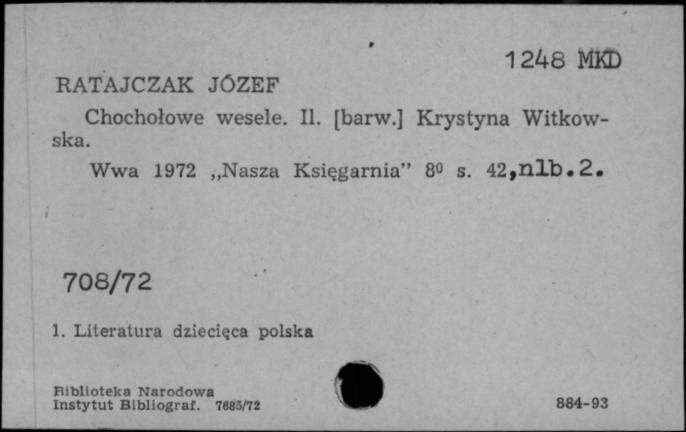 1248 MKD
RATAJCZAK JÓZEF
Chochołowe wesele. Il. [barw.] Krystyna Witkow-
ska.
Wwa 1972 „Nasza Księgarnia” 8⁰ s. 42,nlb.2.
708/72
1. Literatura dziecięca polska
Biblioteka Narodowa
Instytut Bibliograf. 7685/72
884-93